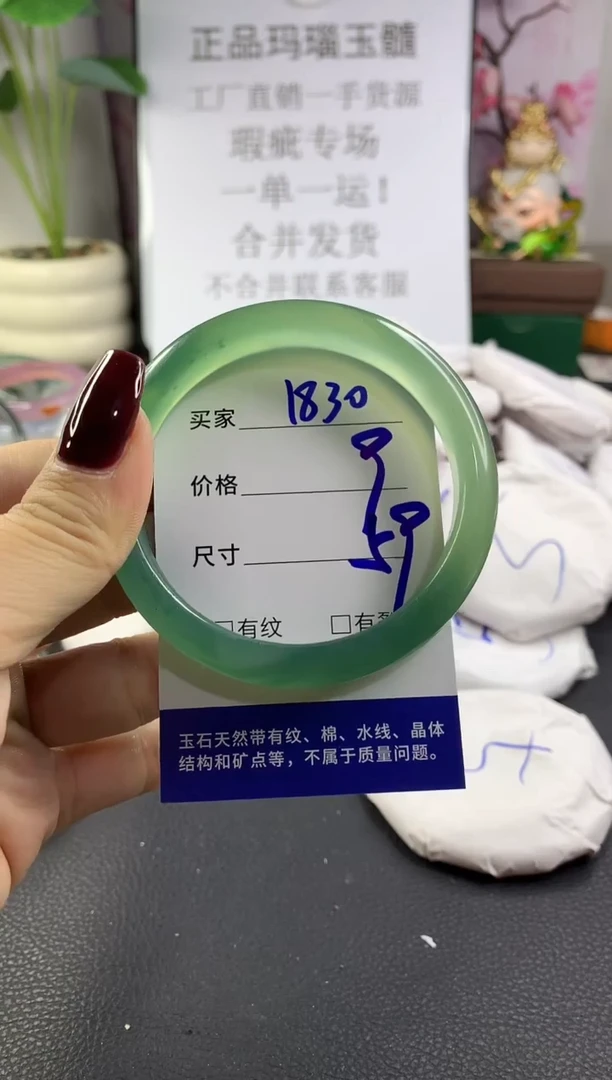 正品玛瑙玉髓
工厂直销一手货源
瑕疵专场
一单一运！
合并发货
不合并联系客服
买家 1830
价格 9
尺寸 59
□有纹 □有裂
玉石天然带有纹、棉、水线、晶体
结构和矿点等，不属于质量问题。